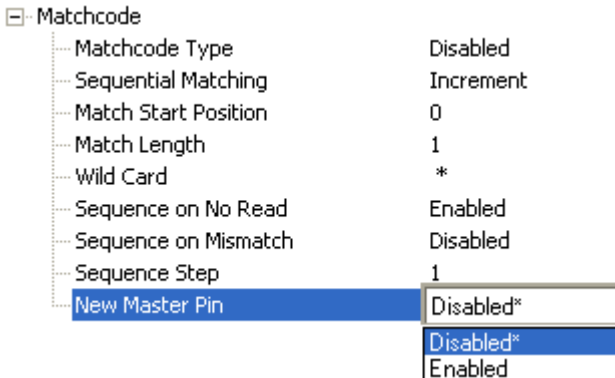 Matchcode
Matchcode Type Disabled
Sequential Matching Increment
Match Start Position 0
Match Length 1
Wild Card *
Sequence on No Read Enabled
Sequence on Mismatch Disabled
Sequence Step 1
New Master Pin Disabled*
Disabled*
Enabled